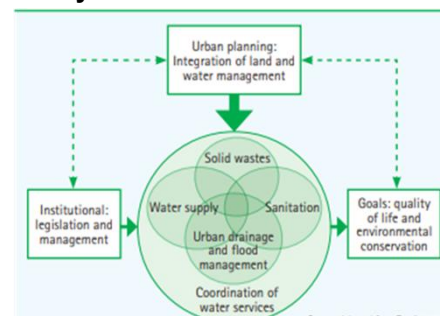 Urban planning:
Integration of land and
water management
Solid wastes
Water supply
Sanitation
Institutional:
legislation and
management
Goals: quality
of life and
environmental
conservation
Urban drainage
and flood
management
Coordination of
water services